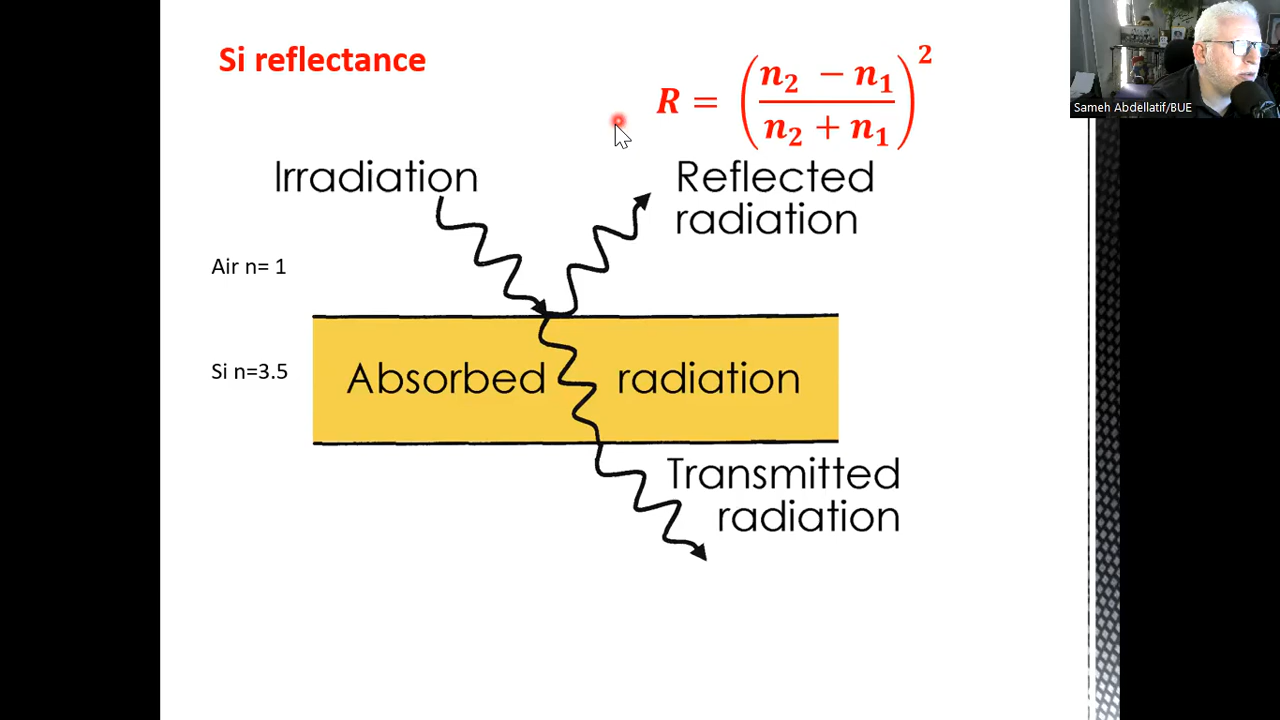 Si reflectance
R = (n₂ − n₁ / n₂ + n₁)²
Sameh Abdellatif/BUE
Irradiation
Reflected
radiation
Air n= 1
Si n=3.5
Absorbed radiation
Transmitted
radiation